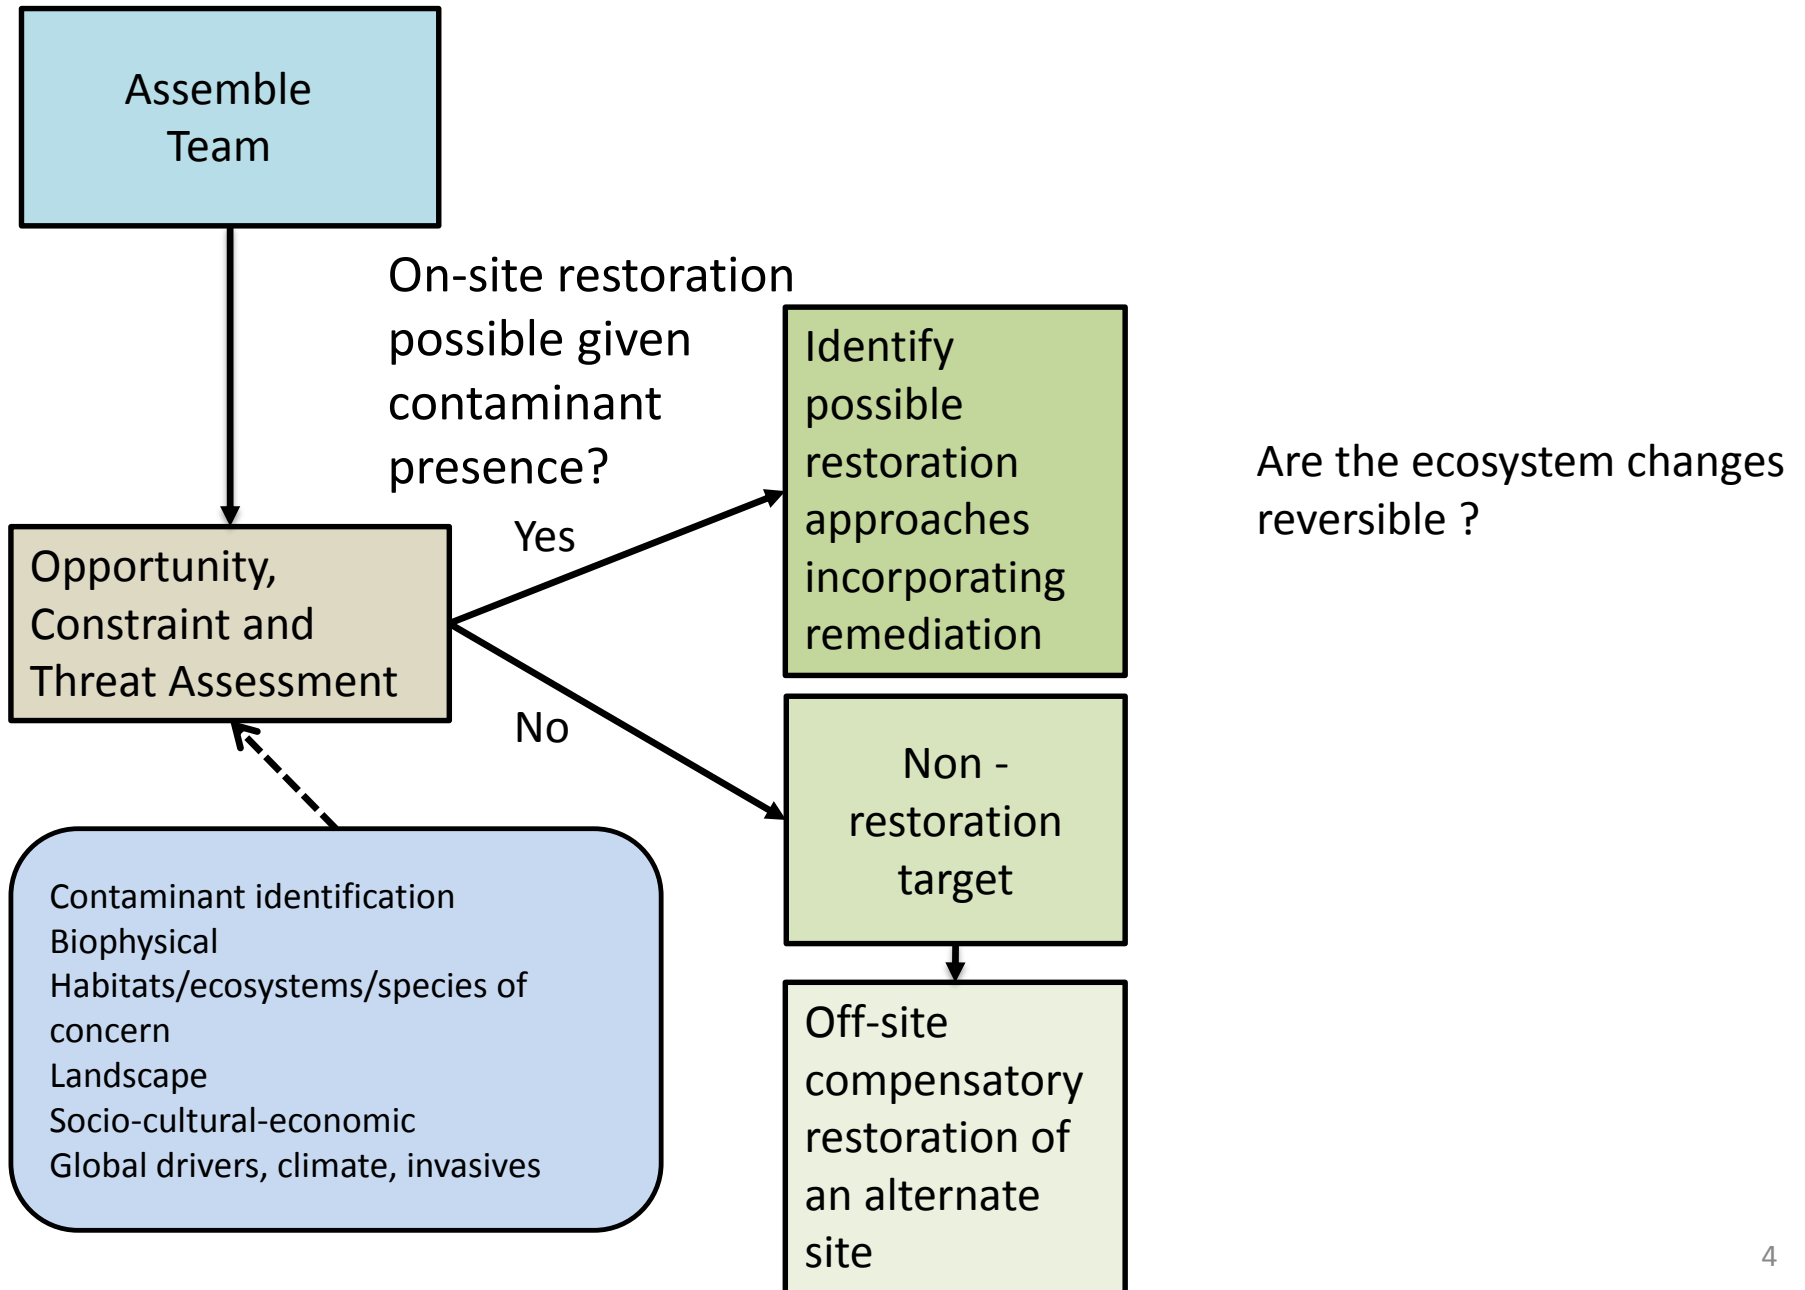 Assemble
Team
On-site restoration
possible given
contaminant
presence?
Identify
possible
restoration
approaches
incorporating
remediation
Are the ecosystem changes
reversible ?
Yes
Opportunity,
Constraint and
Threat Assessment
No
Non -
restoration
target
Contaminant identification
Biophysical
Habitats/ecosystems/species of
concern
Landscape
Socio-cultural-economic
Global drivers, climate, invasives
Off-site
compensatory
restoration of
an alternate
site
4